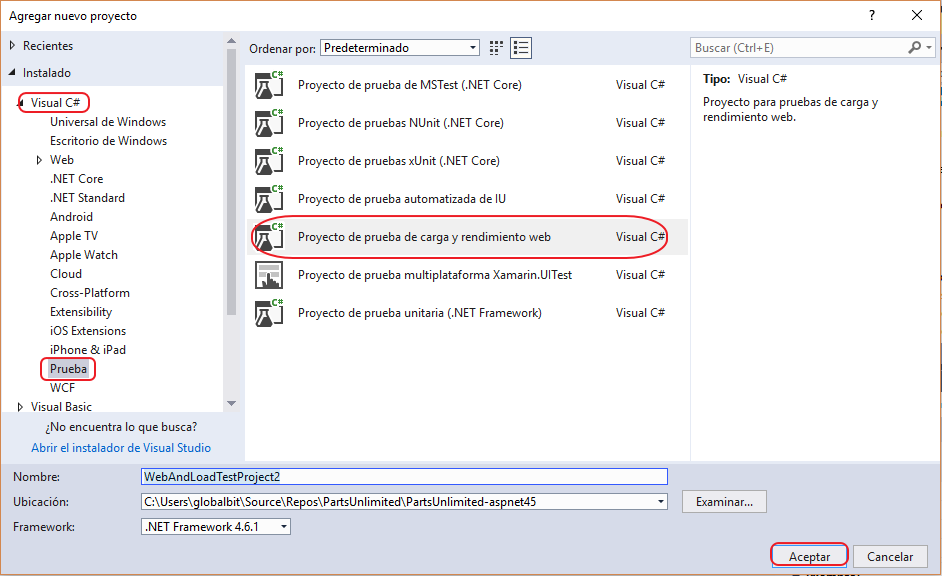 Agregar nuevo proyecto
? ×
Recientes
Instalado
Visual C#
Universal de Windows
Escritorio de Windows
Web
.NET Core
.NET Standard
Android
Apple TV
Apple Watch
Cloud
Cross-Platform
Extensibility
iOS Extensions
iPhone & iPad
Prueba
WCF
Visual Basic
¿No encuentra lo que busca?
Abrir el instalador de Visual Studio
Ordenar por: Predeterminado
Proyecto de prueba de MSTest (.NET Core) Visual C#
Proyecto de pruebas NUnit (.NET Core) Visual C#
Proyecto de pruebas xUnit (.NET Core) Visual C#
Proyecto de prueba automatizada de IU Visual C#
Proyecto de prueba de carga y rendimiento web Visual C#
Proyecto de prueba multiplataforma Xamarin.UITest Visual C#
Proyecto de prueba unitaria (.NET Framework) Visual C#
Buscar (Ctrl+E)
Tipo: Visual C#
Proyecto para pruebas de carga y
rendimiento web.
Nombre: WebAndLoadTestProject2
Ubicación: C:\Users\globalbit\Source\Repos\PartsUnlimited\PartsUnlimited-aspnet45
Examinar...
Framework: .NET Framework 4.6.1
Aceptar Cancelar